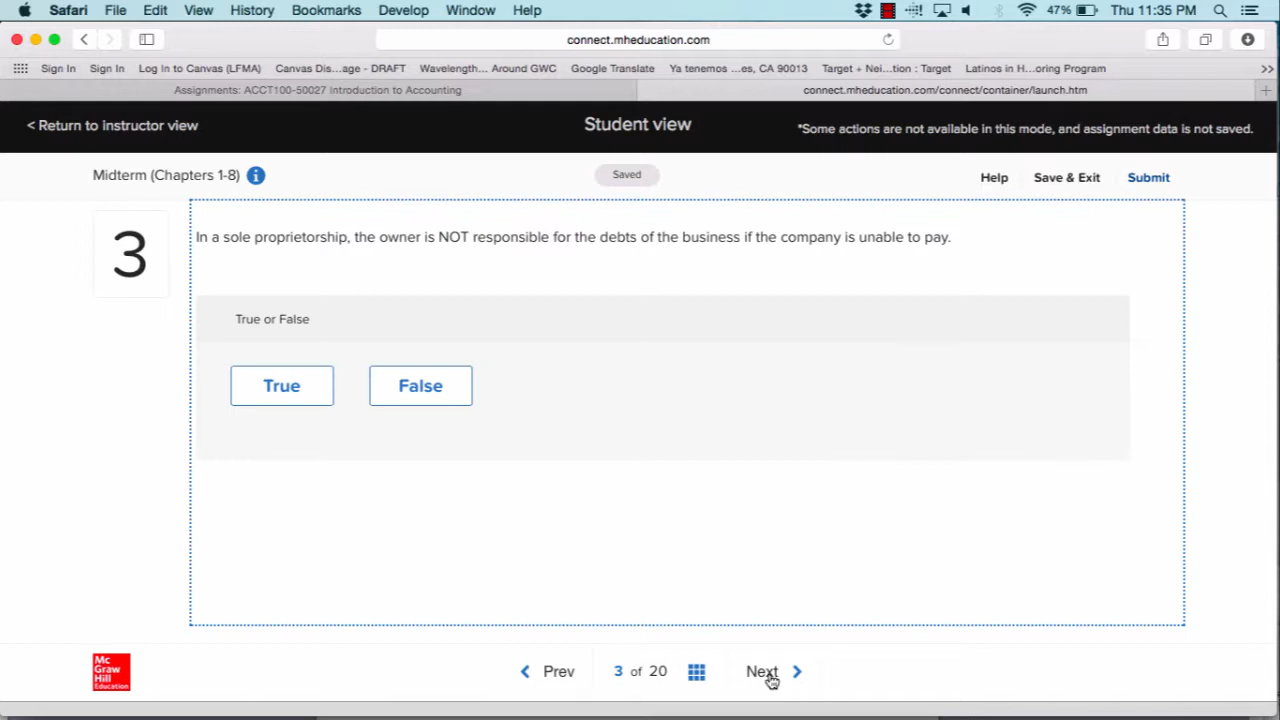 Safari File Edit View History Bookmarks Develop Window Help 47% Thu 11:35 PM
connect.mheducation.com
Sign In Sign In Log In to Canvas (LFMA) Canvas Dis...age - DRAFT Wavelength... Around GWC Google Translate Ya tenemos ...es, CA 90013 Target + Nei...tion : Target Latinos in H...oring Program >>
Assignments: ACCT100-50027 Introduction to Accounting connect.mheducation.com/connect/container/launch.htm +
< Return to instructor view Student view *Some actions are not available in this mode, and assignment data is not saved.
Midterm (Chapters 1-8) i Saved Help Save & Exit Submit
3
In a sole proprietorship, the owner is NOT responsible for the debts of the business if the company is unable to pay.
True or False
True False
Mc
Graw
Hill
Education
Prev 3 of 20 Next